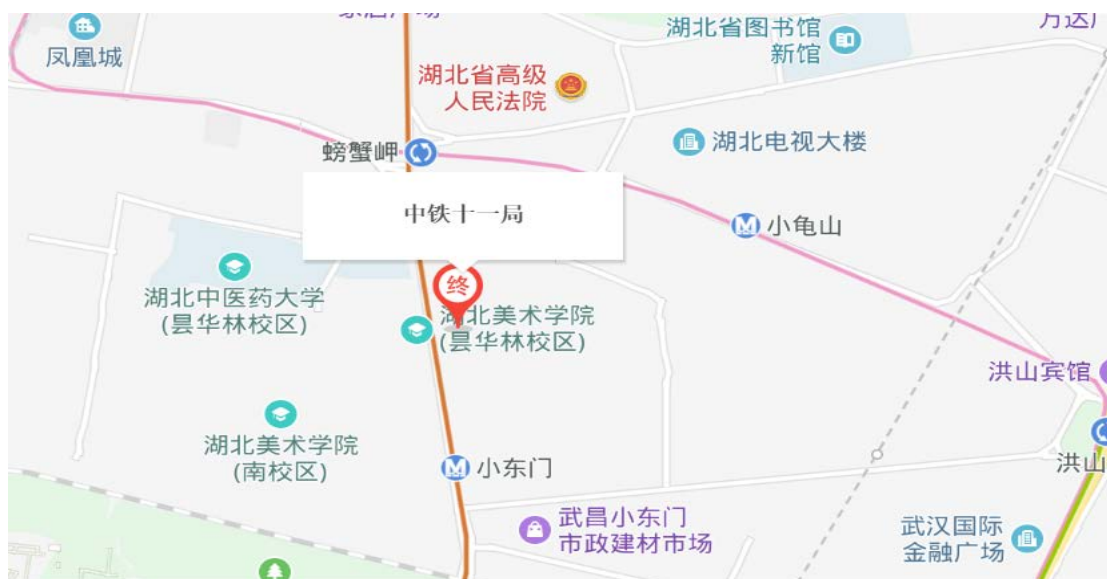 凤凰城
湖北省图书馆
新馆
湖北省高级
人民法院
湖北电视大楼
螃蟹岬
中铁十一局
小龟山
终
湖北中医药大学
(昙华林校区)
湖北美术学院
(昙华林校区)
洪山宾馆
湖北美术学院
(南校区)
小东门
洪山
武昌小东门
市政建材市场
武汉国际
金融广场